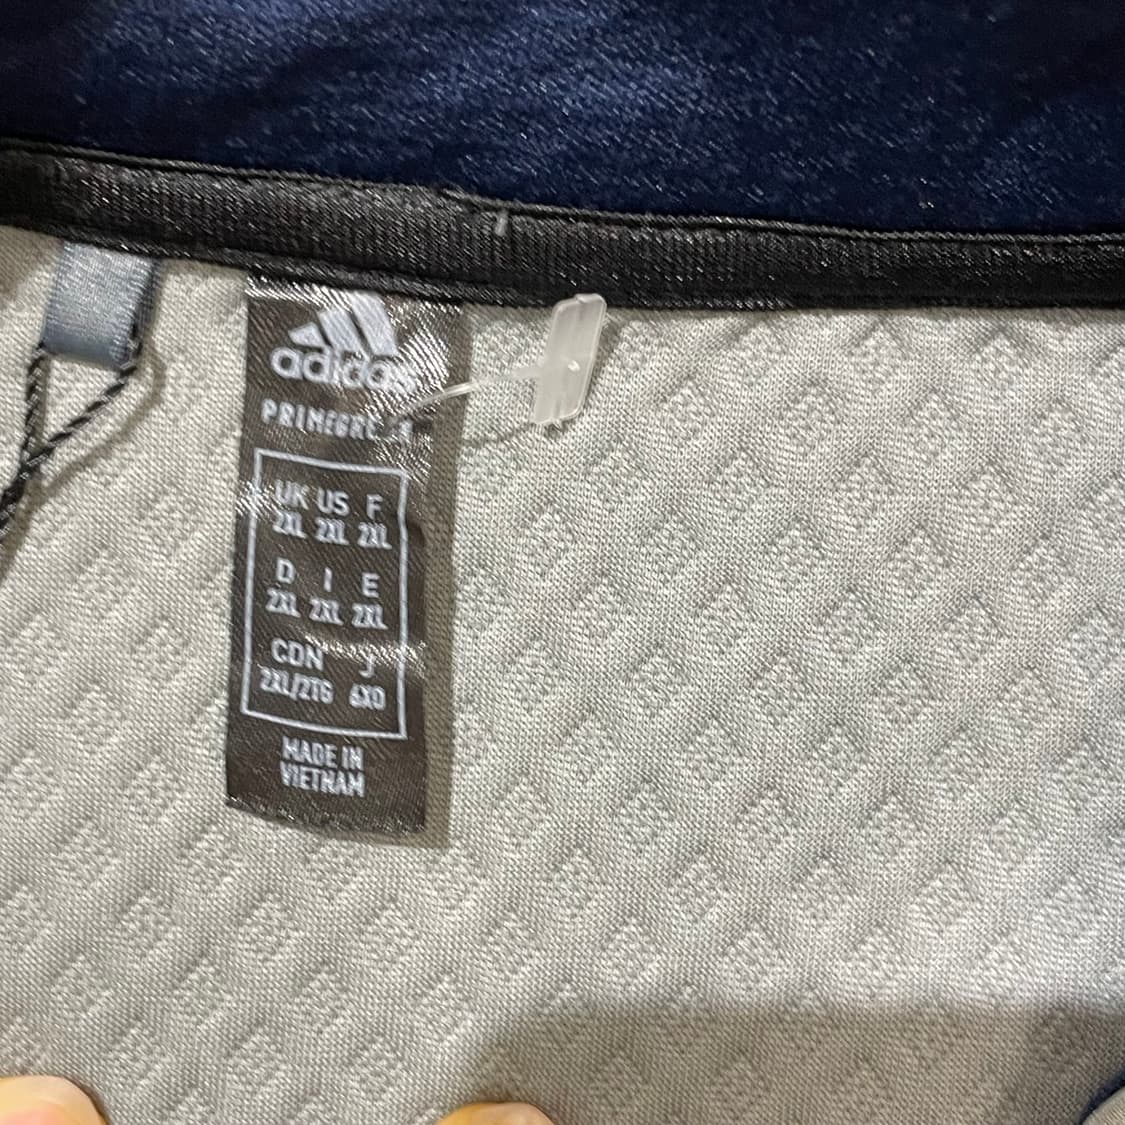 adidas
PRIMEGREEN
UK US F
2XL 2XL 2XL
D I E
2XL 2XL 2XL
CDN J
2XL/2TG 6XO
MADE IN
VIETNAM